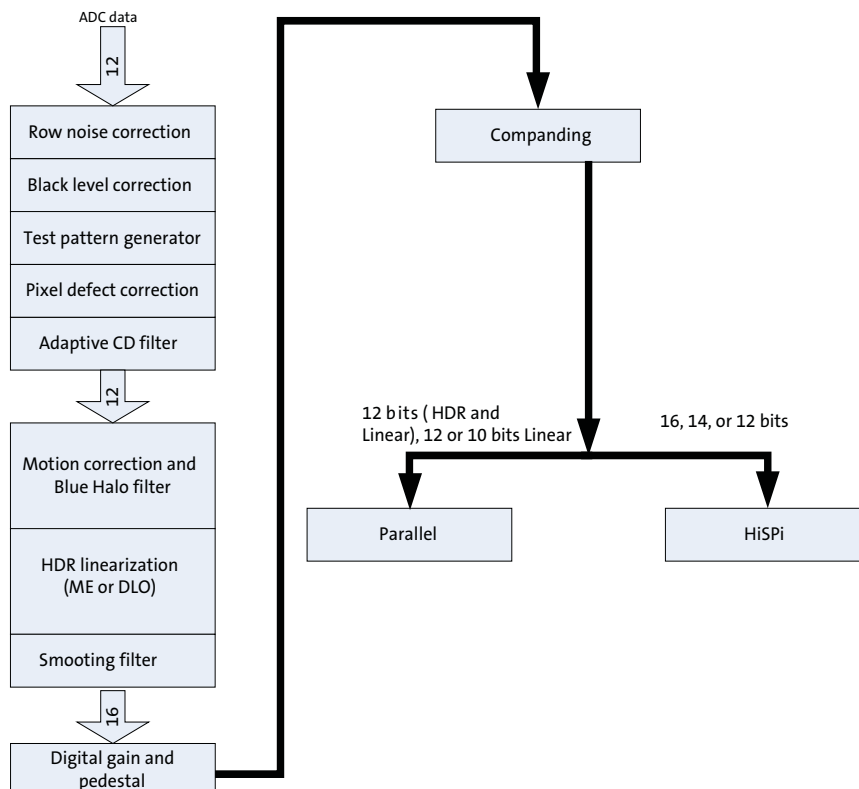 ADC data
12
Row noise correction
Black level correction
Test pattern generator
Pixel defect correction
Adaptive CD filter
12
Motion correction and
Blue Halo filter
HDR linearization
(ME or DLO)
Smooting filter
16
Digital gain and
pedestal
Companding
12 bits ( HDR and
Linear), 12 or 10 bits Linear
16, 14, or 12 bits
Parallel
HiSPi